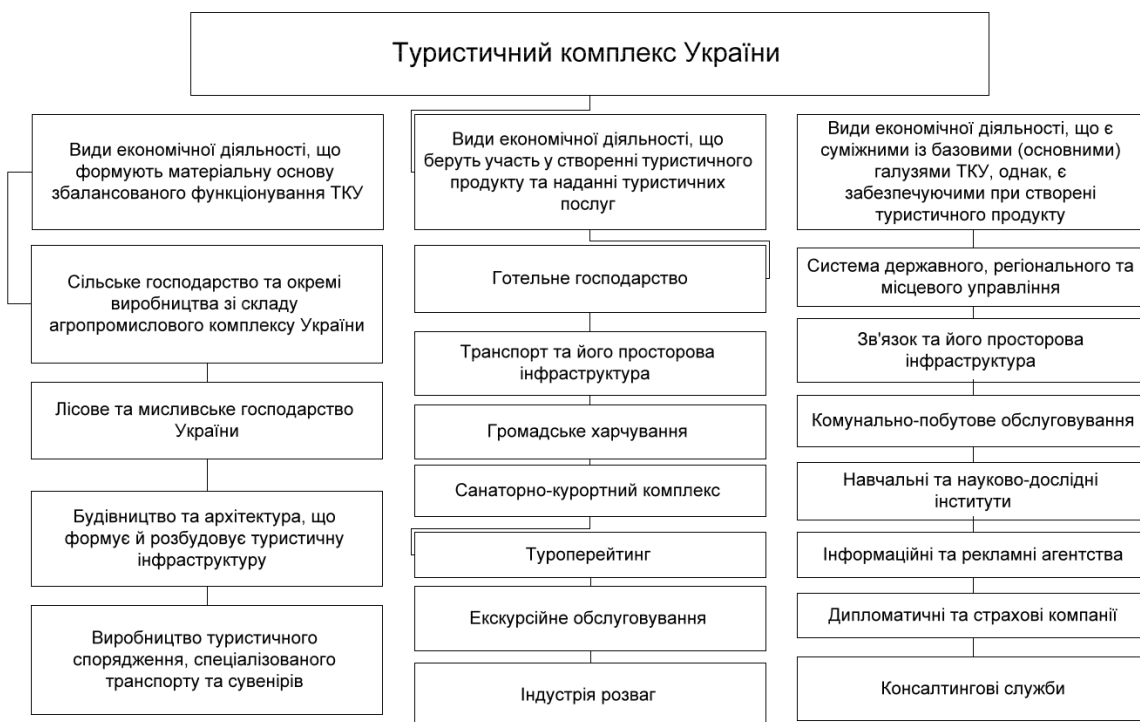 Туристичний комплекс України
Види економічної діяльності, що
формують матеріальну основу
збалансованого функціонування ТКУ
Сільське господарство та окремі
виробництва зі складу
агропромислового комплексу України
Лісове та мисливське господарство
України
Будівництво та архітектура, що
формує й розбудовує туристичну
інфраструктуру
Виробництво туристичного
спорядження, спеціалізованого
транспорту та сувенірів
Види економічної діяльності, що
беруть участь у створенні туристичного
продукту та наданні туристичних
послуг
Готельне господарство
Транспорт та його просторова
інфраструктура
Громадське харчування
Санаторно-курортний комплекс
Туроперейтинг
Екскурсійне обслуговування
Індустрія розваг
Види економічної діяльності, що є
суміжними із базовими (основними)
галузями ТКУ, однак, є
забезпечуючими при створені
туристичного продукту
Система державного, регіонального та
місцевого управління
Зв'язок та його просторова
інфраструктура
Комунально-побутове обслуговування
Навчальні та науково-дослідні
інститути
Інформаційні та рекламні агентства
Дипломатичні та страхові компанії
Консалтингові служби